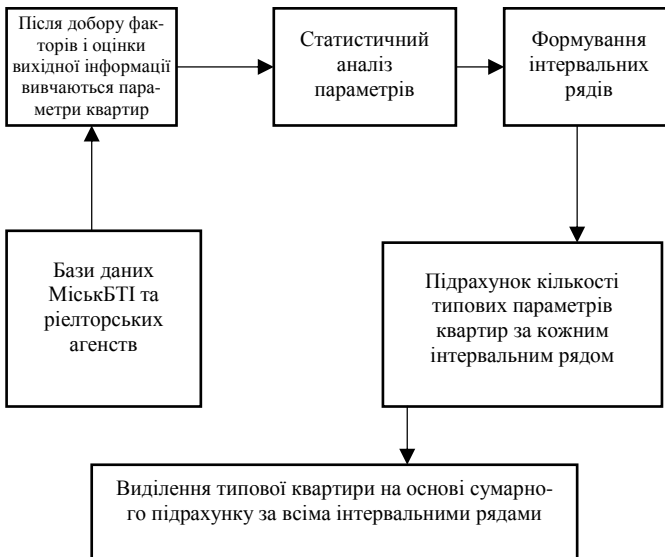 Після добору фак-
торів і оцінки
вихідної інформації
вивчаються пара-
метри квартир
Статистичний
аналіз
параметрів
Формування
інтервальних
рядів
Бази даних
МіськБТІ та
ріелторських
агенств
Підрахунок кількості
типових параметрів
квартир за кожним
інтервальним рядом
Виділення типової квартири на основі сумарно-
го підрахунку за всіма інтервальними рядами